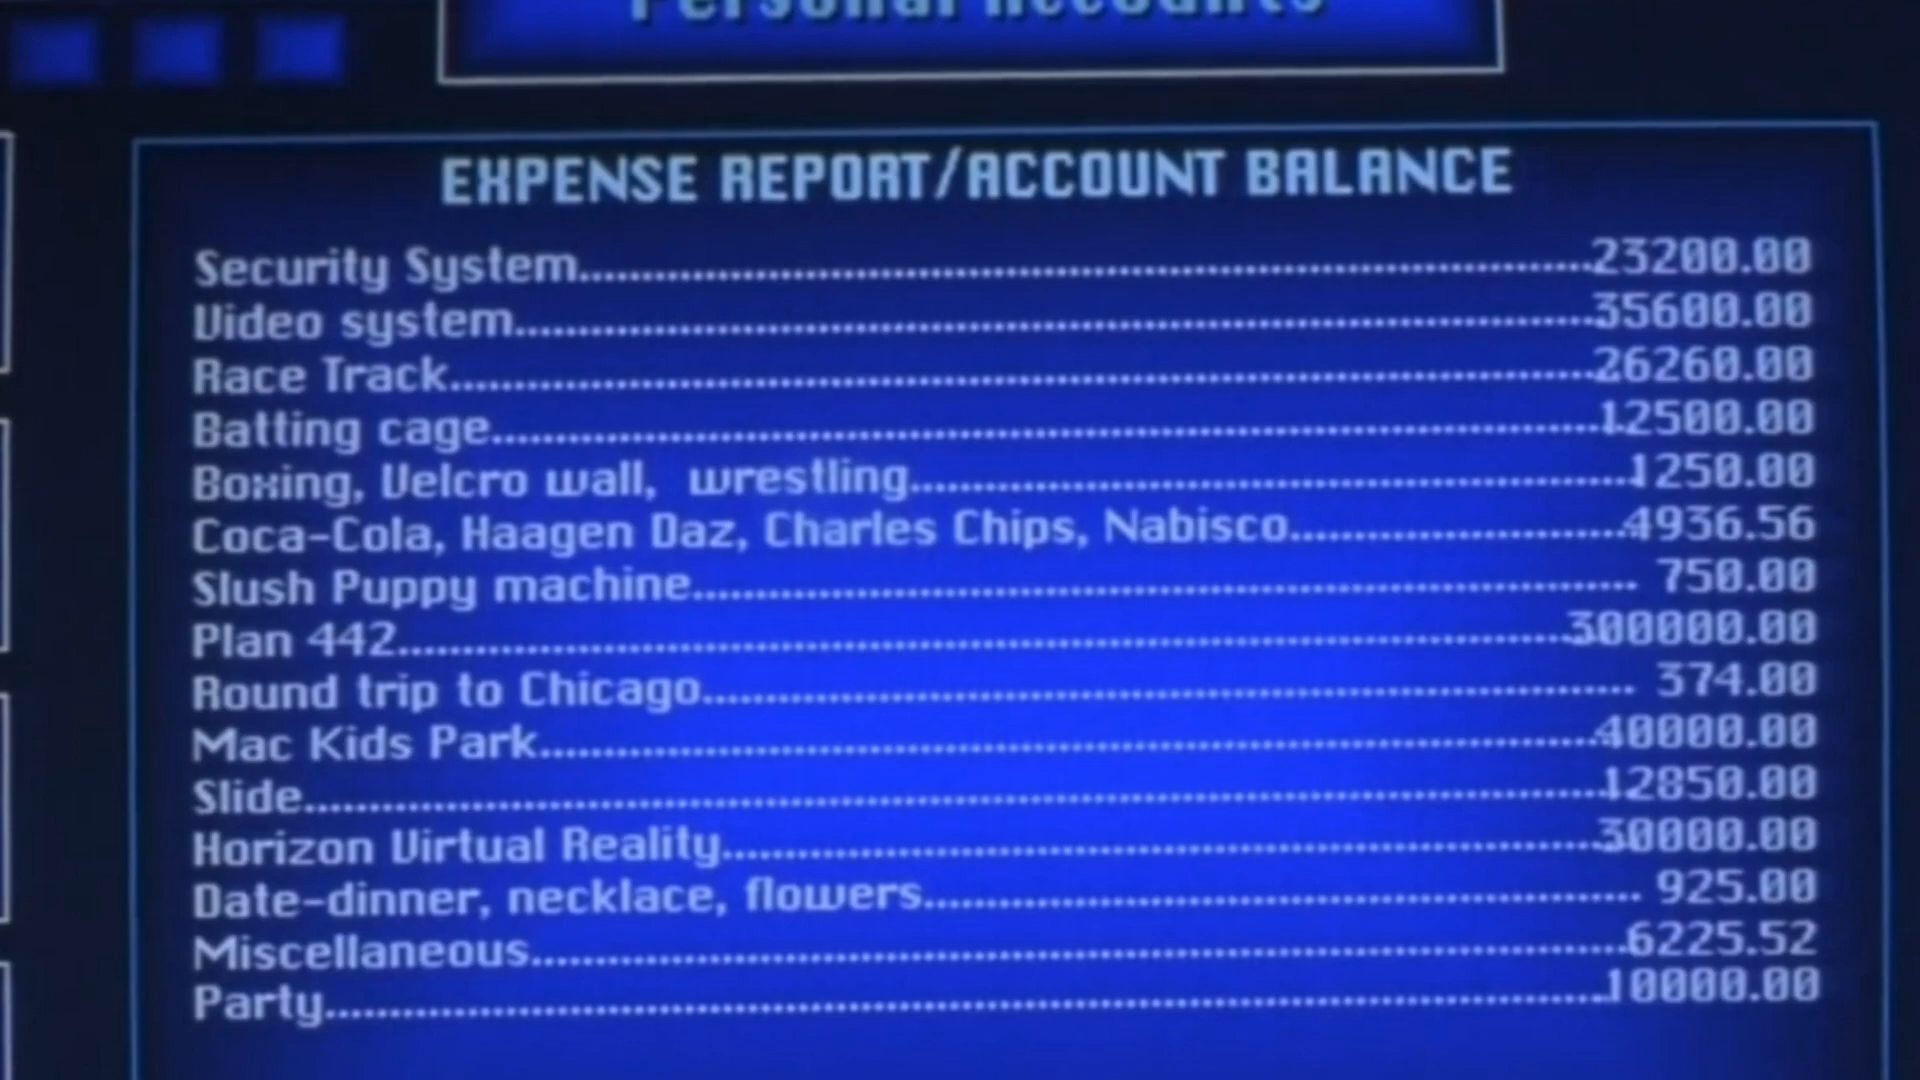 Personal Accounts
EXPENSE REPORT/ACCOUNT BALANCE
Security System....................23200.00
Video system....................35600.00
Race Track....................26260.00
Batting cage....................12500.00
Boxing, Velcro wall,  wrestling....................1250.00
Coca-Cola, Haagen Daz, Charles Chips, Nabisco....................4936.56
Slush Puppy machine.................... 750.00
Plan 442....................300000.00
Round trip to Chicago.................... 374.00
Mac Kids Park....................40000.00
Slide....................12850.00
Horizon Virtual Reality....................30000.00
Date-dinner, necklace, flowers.................... 925.00
Miscellaneous....................6225.52
Party....................10000.00